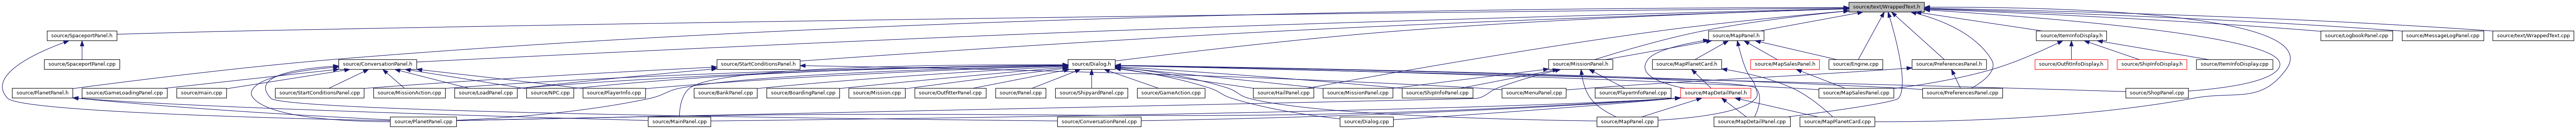 source/text/WrappedText.h
source/SpaceportPanel.h
source/MapPanel.h
source/ItemInfoDisplay.h
source/LogbookPanel.cpp
source/MessageLogPanel.cpp
source/text/WrappedText.cpp
source/SpaceportPanel.cpp
source/ConversationPanel.h
source/StartConditionsPanel.h
source/Dialog.h
source/MissionPanel.h
source/MapPlanetCard.h
source/MapSalesPanel.h
source/Engine.cpp
source/PreferencesPanel.h
source/OutfitInfoDisplay.h
source/ShipInfoDisplay.h
source/ItemInfoDisplay.cpp
source/PlanetPanel.h
source/GameLoadingPanel.cpp
source/main.cpp
source/StartConditionsPanel.cpp
source/MissionAction.cpp
source/LoadPanel.cpp
source/NPC.cpp
source/PlayerInfo.cpp
source/BankPanel.cpp
source/BoardingPanel.cpp
source/Mission.cpp
source/OutfitterPanel.cpp
source/Panel.cpp
source/ShipyardPanel.cpp
source/GameAction.cpp
source/HailPanel.cpp
source/MissionPanel.cpp
source/ShipInfoPanel.cpp
source/MenuPanel.cpp
source/PlayerInfoPanel.cpp
source/MapDetailPanel.h
source/MapSalesPanel.cpp
source/PreferencesPanel.cpp
source/ShopPanel.cpp
source/PlanetPanel.cpp
source/MainPanel.cpp
source/ConversationPanel.cpp
source/Dialog.cpp
source/MapPanel.cpp
source/MapDetailPanel.cpp
source/MapPlanetCard.cpp